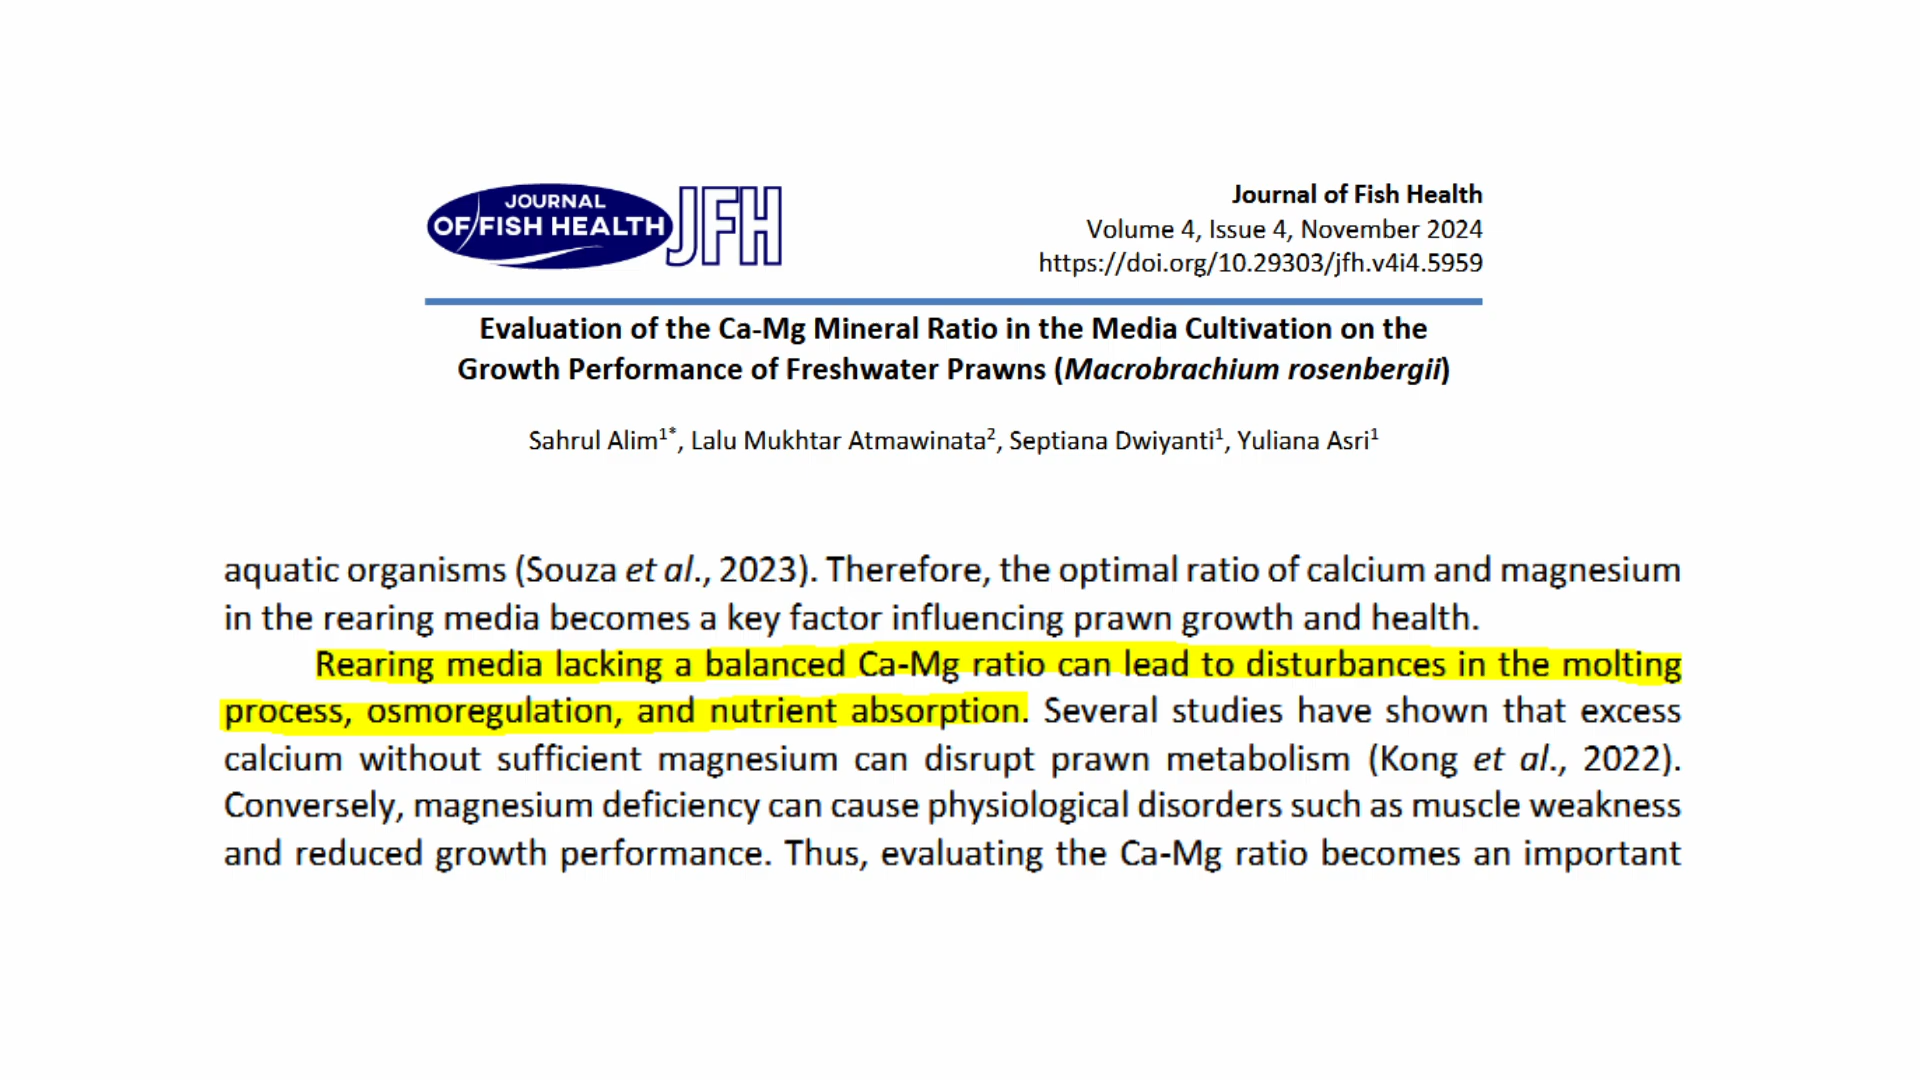 JOURNAL
OF FISH HEALTH
JFH
Journal of Fish Health
Volume 4, Issue 4, November 2024
https://doi.org/10.29303/jfh.v4i4.5959
Evaluation of the Ca-Mg Mineral Ratio in the Media Cultivation on the
Growth Performance of Freshwater Prawns (Macrobrachium rosenbergii)
Sahrul Alim¹*, Lalu Mukhtar Atmawinata², Septiana Dwiyanti¹, Yuliana Asri¹
aquatic organisms (Souza et al., 2023). Therefore, the optimal ratio of calcium and magnesium
in the rearing media becomes a key factor influencing prawn growth and health.
Rearing media lacking a balanced Ca-Mg ratio can lead to disturbances in the molting
process, osmoregulation, and nutrient absorption. Several studies have shown that excess
calcium without sufficient magnesium can disrupt prawn metabolism (Kong et al., 2022).
Conversely, magnesium deficiency can cause physiological disorders such as muscle weakness
and reduced growth performance. Thus, evaluating the Ca-Mg ratio becomes an important